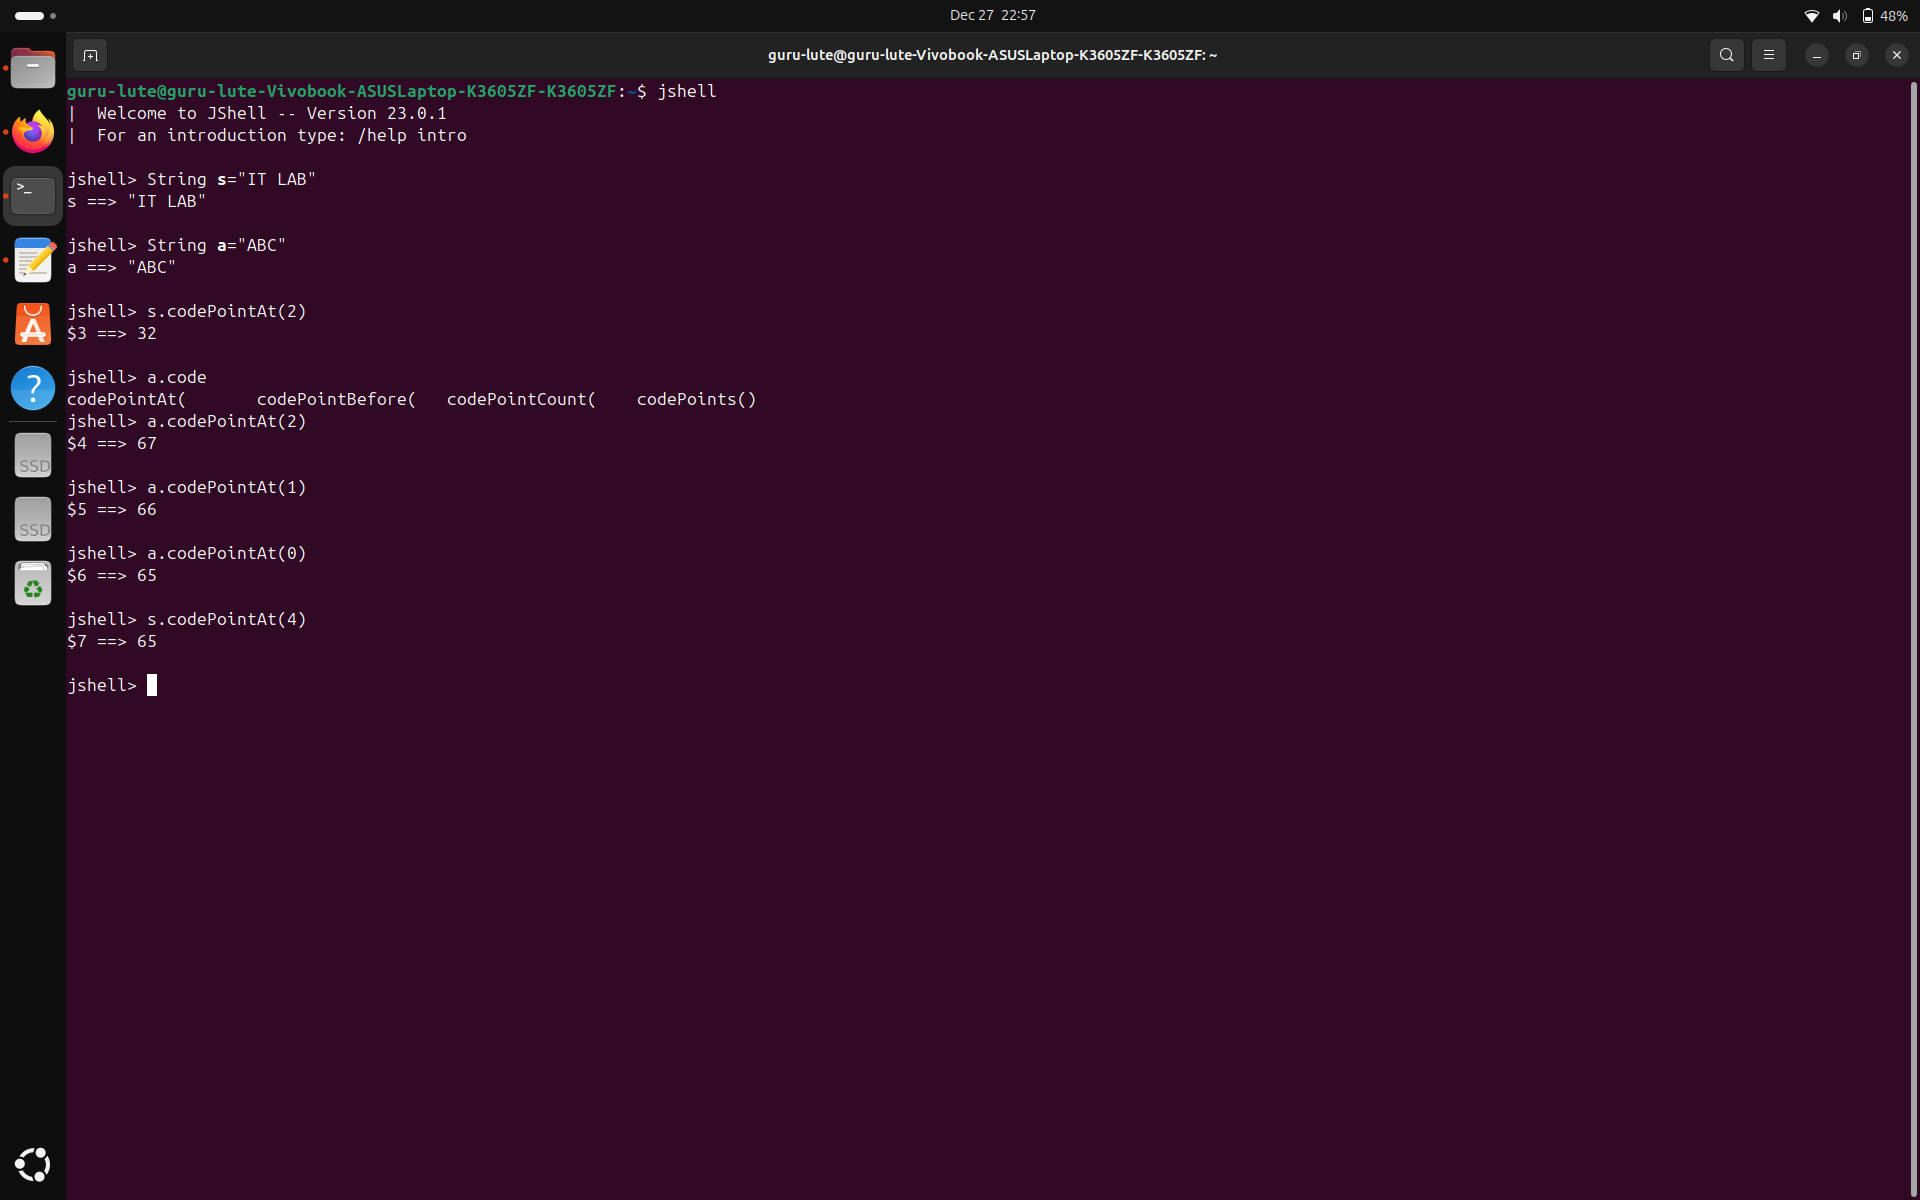 Dec 27 22:57
48%
guru-lute@guru-lute-Vivobook-ASUSLaptop-K3605ZF-K3605ZF: ~
guru-lute@guru-lute-Vivobook-ASUSLaptop-K3605ZF-K3605ZF:~$ jshell
|  Welcome to JShell -- Version 23.0.1
|  For an introduction type: /help intro
jshell> String s="IT LAB"
s ==> "IT LAB"
jshell> String a="ABC"
a ==> "ABC"
jshell> s.codePointAt(2)
$3 ==> 32
jshell> a.code
codePointAt(       codePointBefore(   codePointCount(    codePoints()
jshell> a.codePointAt(2)
$4 ==> 67
jshell> a.codePointAt(1)
$5 ==> 66
jshell> a.codePointAt(0)
$6 ==> 65
jshell> s.codePointAt(4)
$7 ==> 65
jshell>
>_
A
?
SSD
SSD